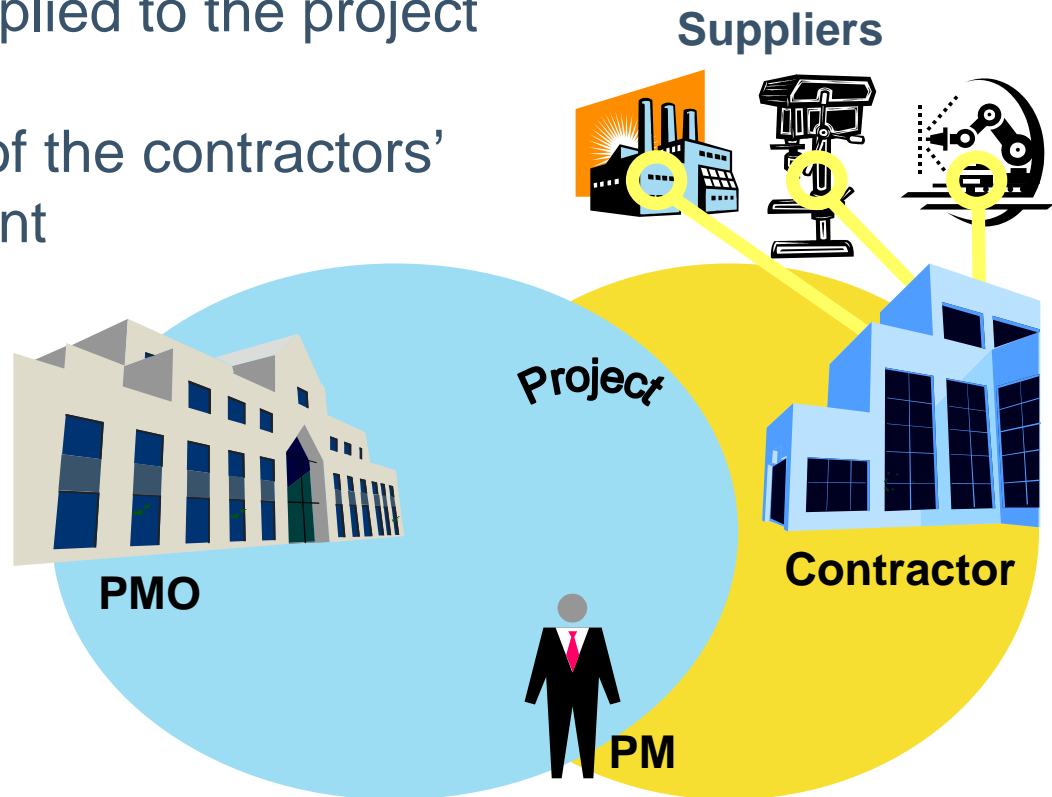 plied to the project
Suppliers
of the contractors’
nt
Project
Contractor
PMO
PM